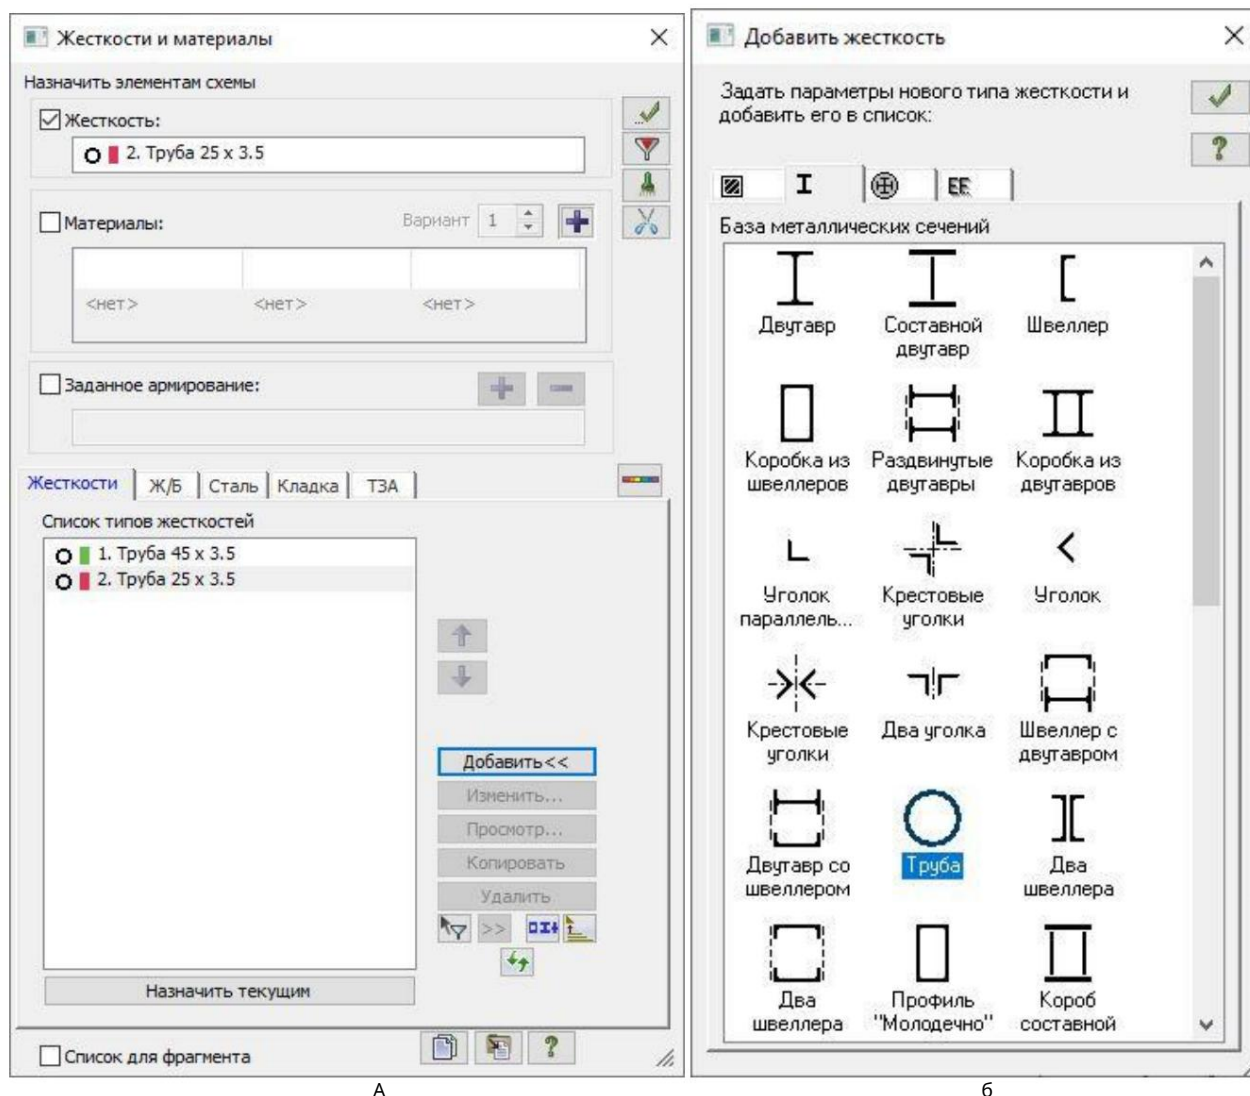 Жесткости и материалы
Назначить элементам схемы
Жесткость:
2. Труба 25 x 3.5
Материалы:
Вариант 1
<нет> <нет> <нет>
Заданное армирование:
Жесткости Ж/Б Сталь Кладка ТЗА
Список типов жесткостей
1. Труба 45 x 3.5
2. Труба 25 x 3.5
Добавить<<
Изменить...
Просмотр...
Копировать
Удалить
>>
Назначить текущим
Список для фрагмента
А
Добавить жесткость
Задать параметры нового типа жесткости и
добавить его в список:
База металлических сечений
Двутавр
Составной
двутавр
Швеллер
Коробка из
швеллеров
Раздвинутые
двутавры
Коробка из
двутавров
Уголок
параллель...
Крестовые
уголки
Уголок
Крестовые
уголки
Два уголка
Швеллер с
двутавром
Двутавр со
швеллером
Труба
Два
швеллера
Два
швеллера
Профиль
"Молодечно"
Короб
составной
б